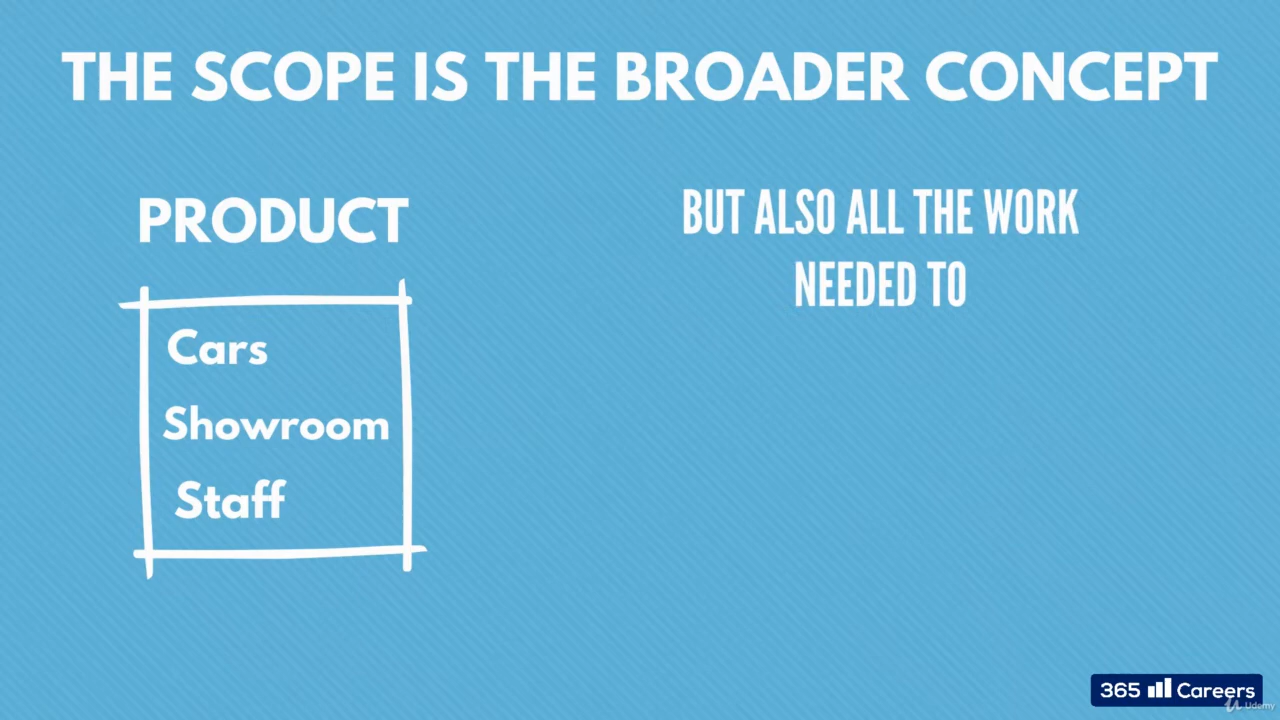 THE SCOPE IS THE BROADER CONCEPT
PRODUCT
Cars
Showroom
Staff
BUT ALSO ALL THE WORK
NEEDED TO
365 Careers
Udemy